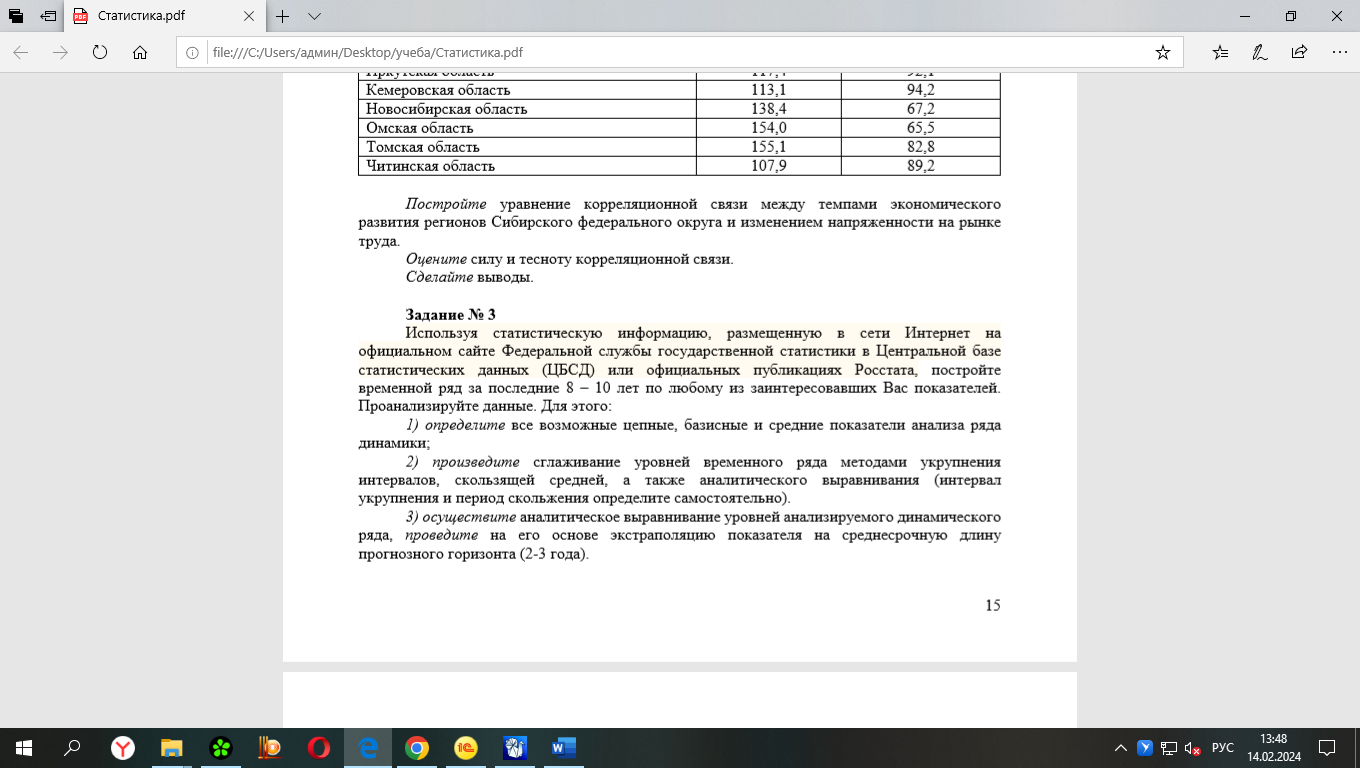 Статистика.pdf
file:///C:/Users/админ/Desktop/учеба/Статистика.pdf
Иркутская область 117,4 92,1
Кемеровская область 113,1 94,2
Новосибирская область 138,4 67,2
Омская область 154,0 65,5
Томская область 155,1 82,8
Читинская область 107,9 89,2
Постройте уравнение корреляционной связи между темпами экономического
развития регионов Сибирского федерального округа и изменением напряженности на рынке
труда.
Оцените силу и тесноту корреляционной связи.
Сделайте выводы.
Задание № 3
Используя статистическую информацию, размещенную в сети Интернет на
официальном сайте Федеральной службы государственной статистики в Центральной базе
статистических данных (ЦБСД) или официальных публикациях Росстата, постройте
временной ряд за последние 8 – 10 лет по любому из заинтересовавших Вас показателей.
Проанализируйте данные. Для этого:
1) определите все возможные цепные, базисные и средние показатели анализа ряда
динамики;
2) произведите сглаживание уровней временного ряда методами укрупнения
интервалов, скользящей средней, а также аналитического выравнивания (интервал
укрупнения и период скольжения определите самостоятельно).
3) осуществите аналитическое выравнивание уровней анализируемого динамического
ряда, проведите на его основе экстраполяцию показателя на среднесрочную длину
прогнозного горизонта (2-3 года).
15
РУС
13:48
14.02.2024